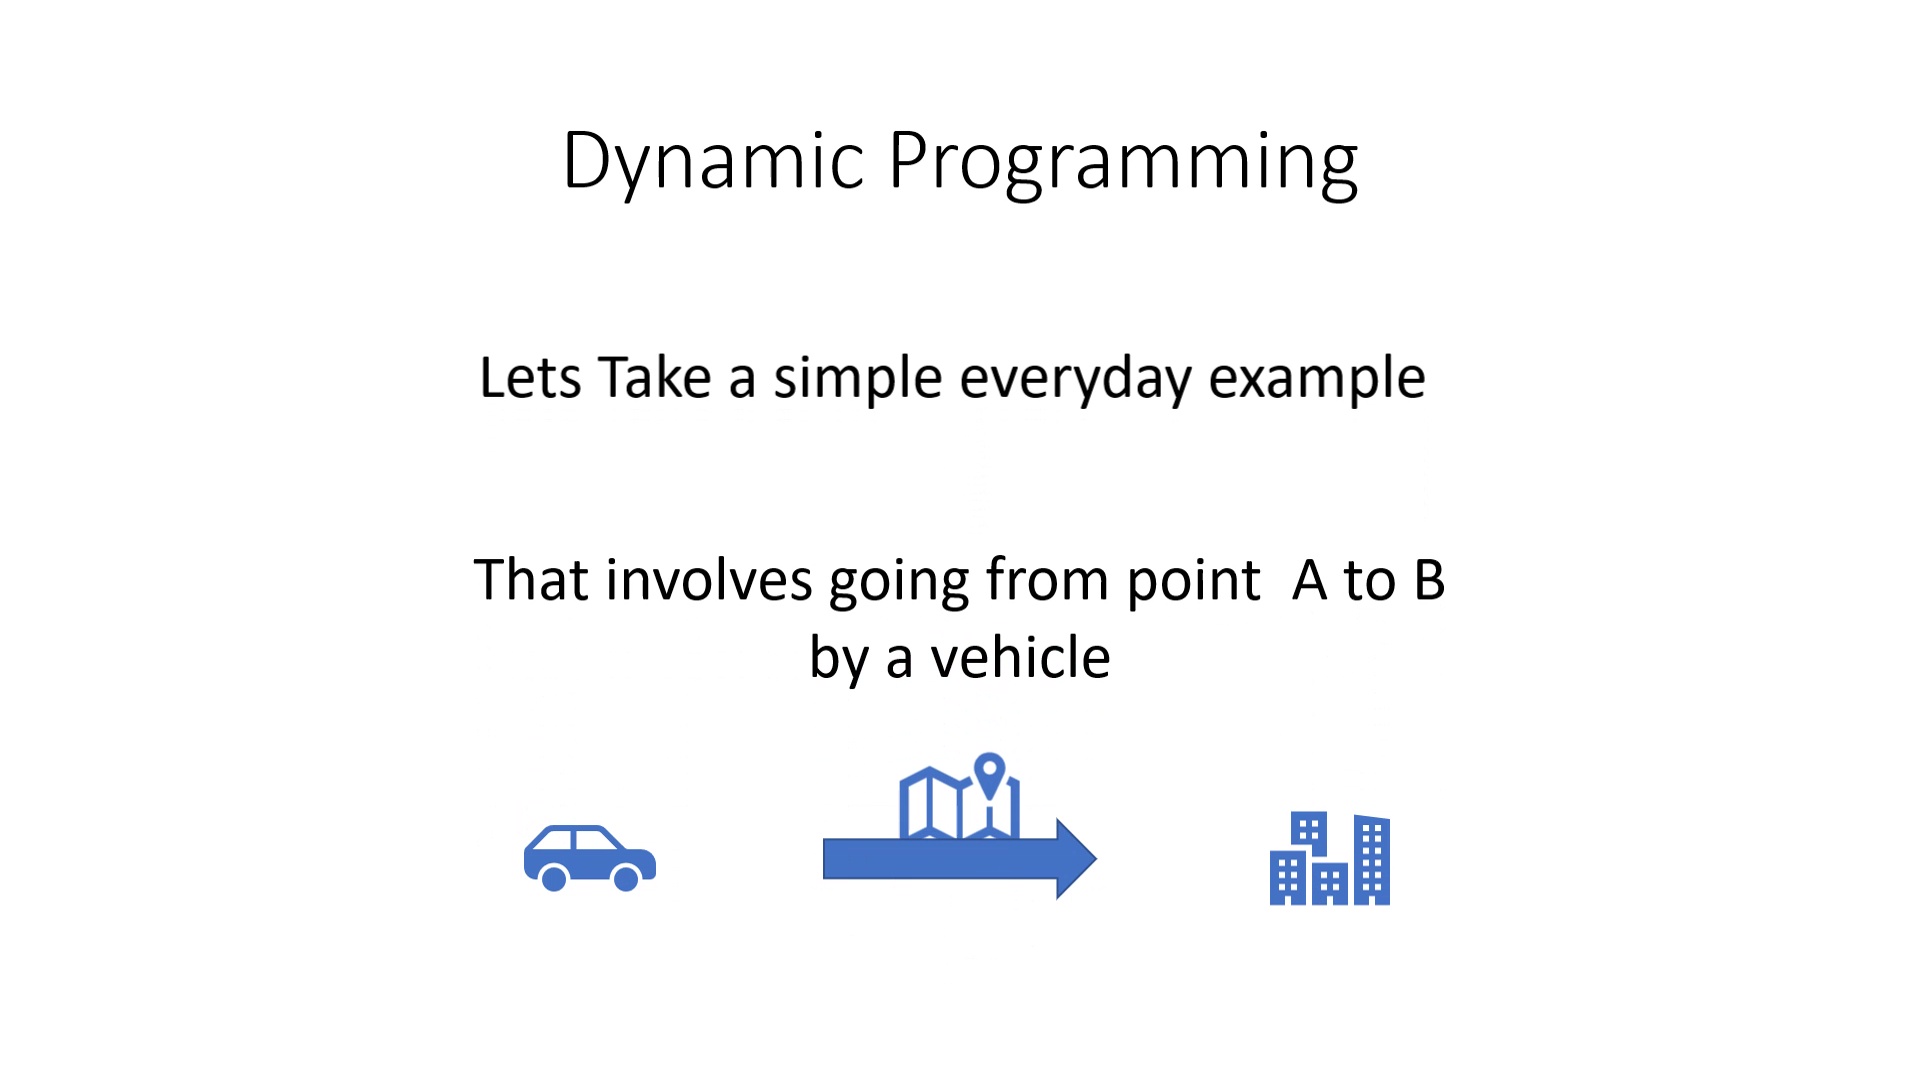 Dynamic Programming
Lets Take a simple everyday example
That involves going from point  A to B
by a vehicle